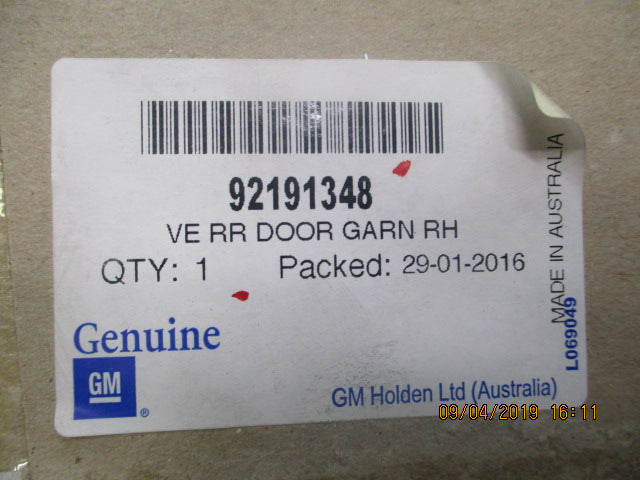 92191348
VE RR DOOR GARN RH
QTY: 1 Packed: 29-01-2016
Genuine
GM
®
GM Holden Ltd (Australia)
MADE IN AUSTRALIA
L069049
09/04/2019 16:11